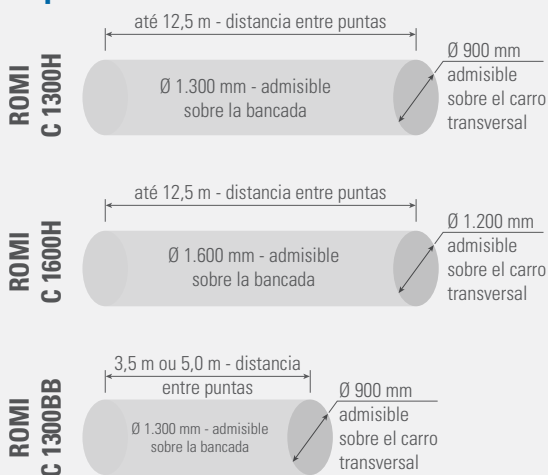 ROMI
C 1300H
até 12,5 m - distancia entre puntas
Ø 1.300 mm - admisible
sobre la bancada
Ø 900 mm
admisible
sobre el carro
transversal
ROMI
C 1600H
até 12,5 m - distancia entre puntas
Ø 1.600 mm - admisible
sobre la bancada
Ø 1.200 mm
admisible
sobre el carro
transversal
ROMI
C 1300BB
3,5 m ou 5,0 m - distancia
entre puntas
Ø 1.300 mm - admisible
sobre la bancada
Ø 900 mm
admisible
sobre el carro
transversal